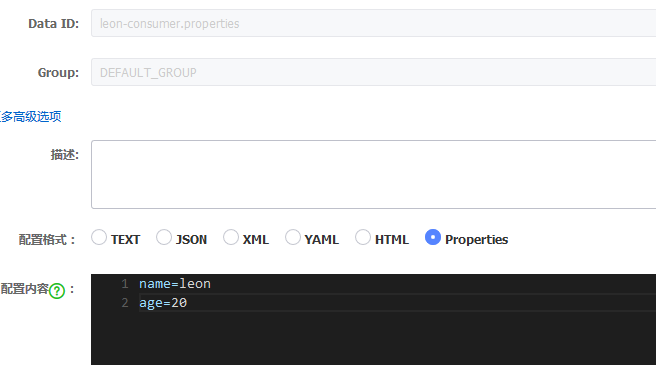 Data ID: leon-consumer.properties
Group: DEFAULT_GROUP
多高级选项
描述:
配置格式： TEXT JSON XML YAML HTML Properties
配置内容?： 1 name=leon
2 age=20